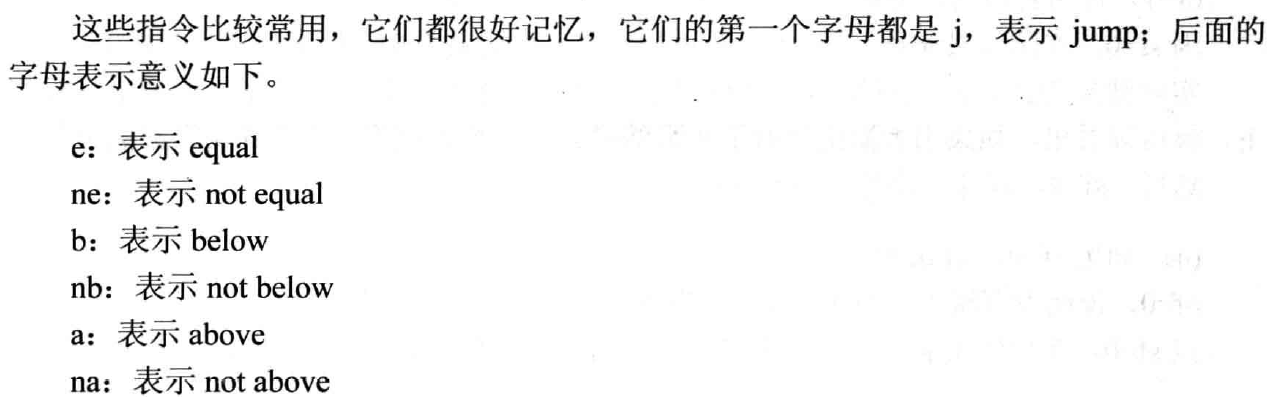 这些指令比较常用，它们都很好记忆，它们的第一个字母都是 j，表示 jump；后面的
字母表示意义如下。
e：表示 equal
ne：表示 not equal
b：表示 below
nb：表示 not below
a：表示 above
na：表示 not above